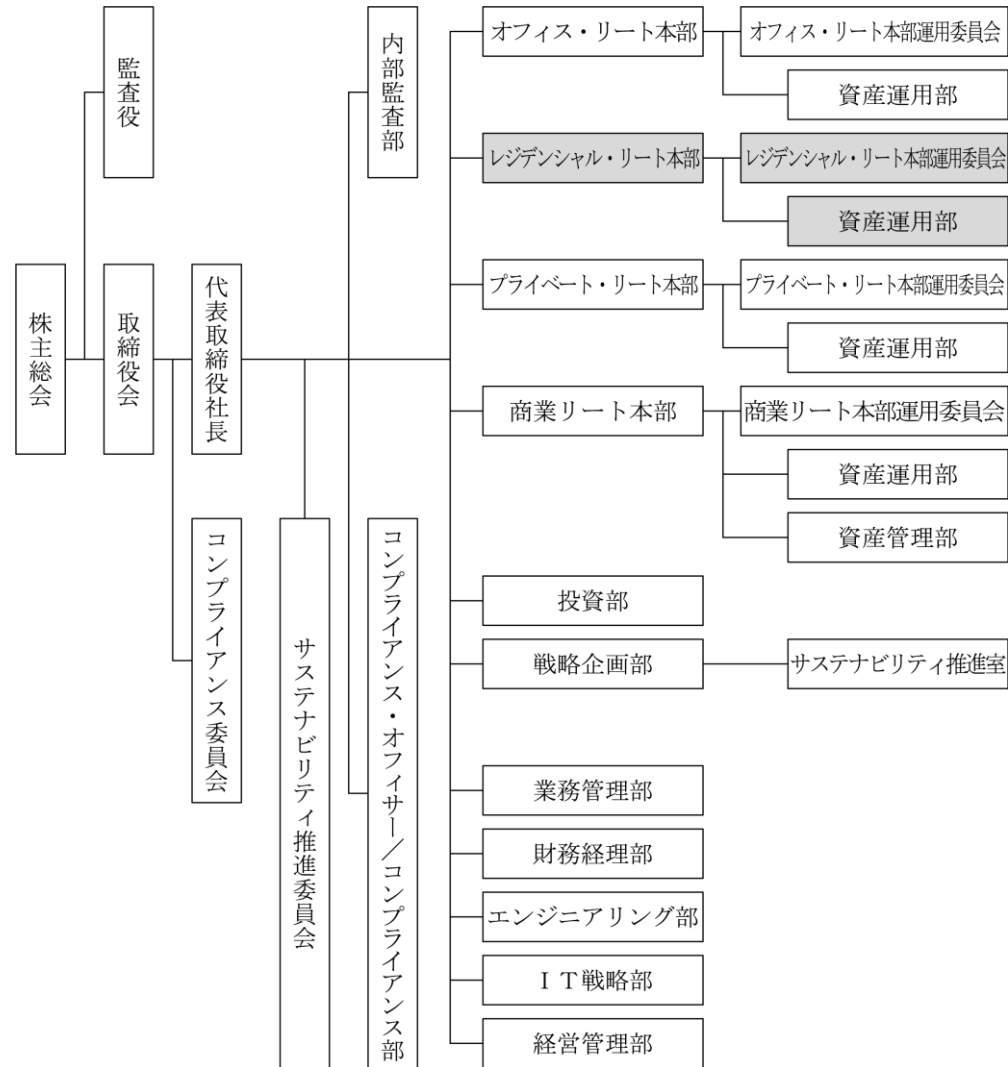 株主総会
監査役
取締役会
代表取締役社長
コンプライアンス委員会
サステナビリティ推進委員会
内部監査部
コンプライアンス・オフィサー／コンプライアンス部
オフィス・リート本部
オフィス・リート本部運用委員会
資産運用部
レジデンシャル・リート本部
レジデンシャル・リート本部運用委員会
資産運用部
プライベート・リート本部
プライベート・リート本部運用委員会
資産運用部
商業リート本部
商業リート本部運用委員会
資産運用部
資産管理部
投資部
戦略企画部
サステナビリティ推進室
業務管理部
財務経理部
エンジニアリング部
ＩＴ戦略部
経営管理部